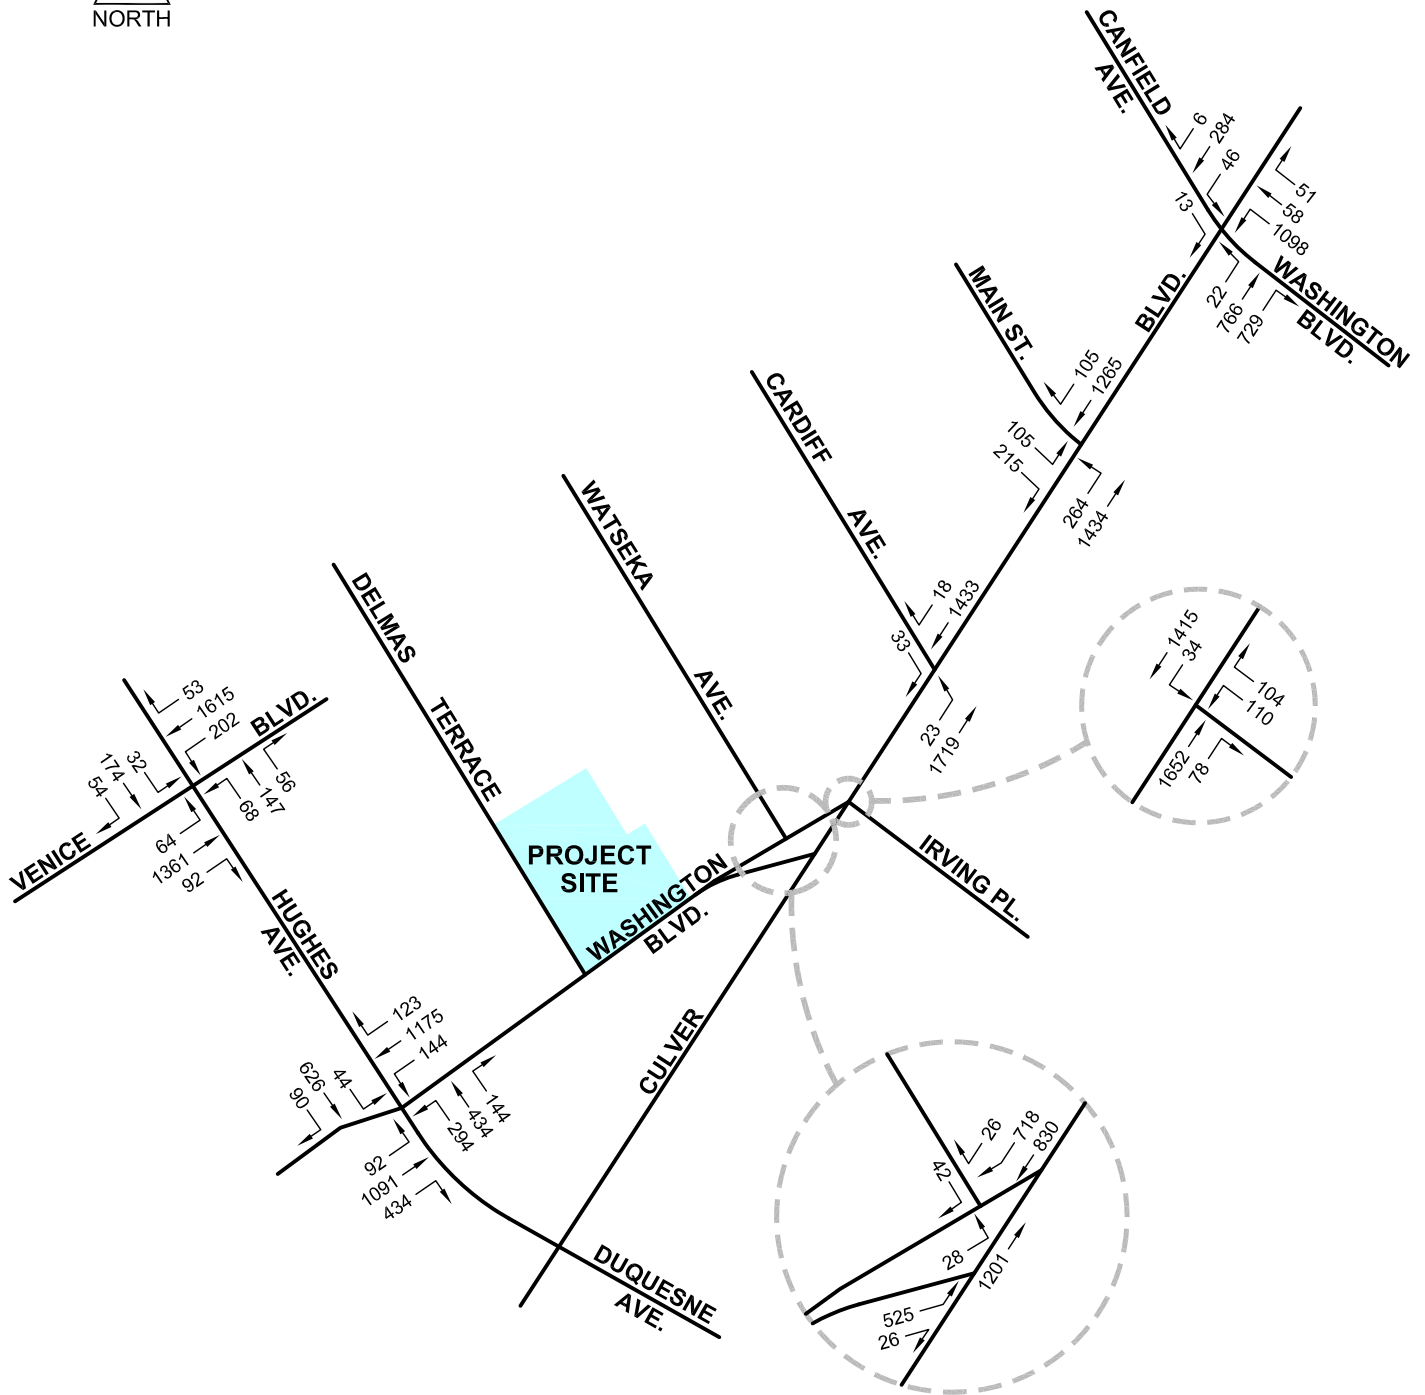 NORTH
CANFIELD
AVE.
6
284
46
13
51
58
1098
WASHINGTON
BLVD.
22
766
729
BLVD.
MAIN ST.
105
1265
105
215
264
1434
CARDIFF
AVE.
18
1433
33
23
1719
WATSEKA
AVE.
DELMAS
TERRACE
1415
34
104
110
1652
78
53
1615
202
BLVD.
32
174
54
56
147
68
VENICE
64
1361
92
PROJECT
SITE
WASHINGTON
BLVD.
IRVING PL.
HUGHES
AVE.
123
1175
144
44
626
90
144
434
294
92
1091
434
CULVER
26
718
830
42
28
1201
525
26
DUQUESNE
AVE.